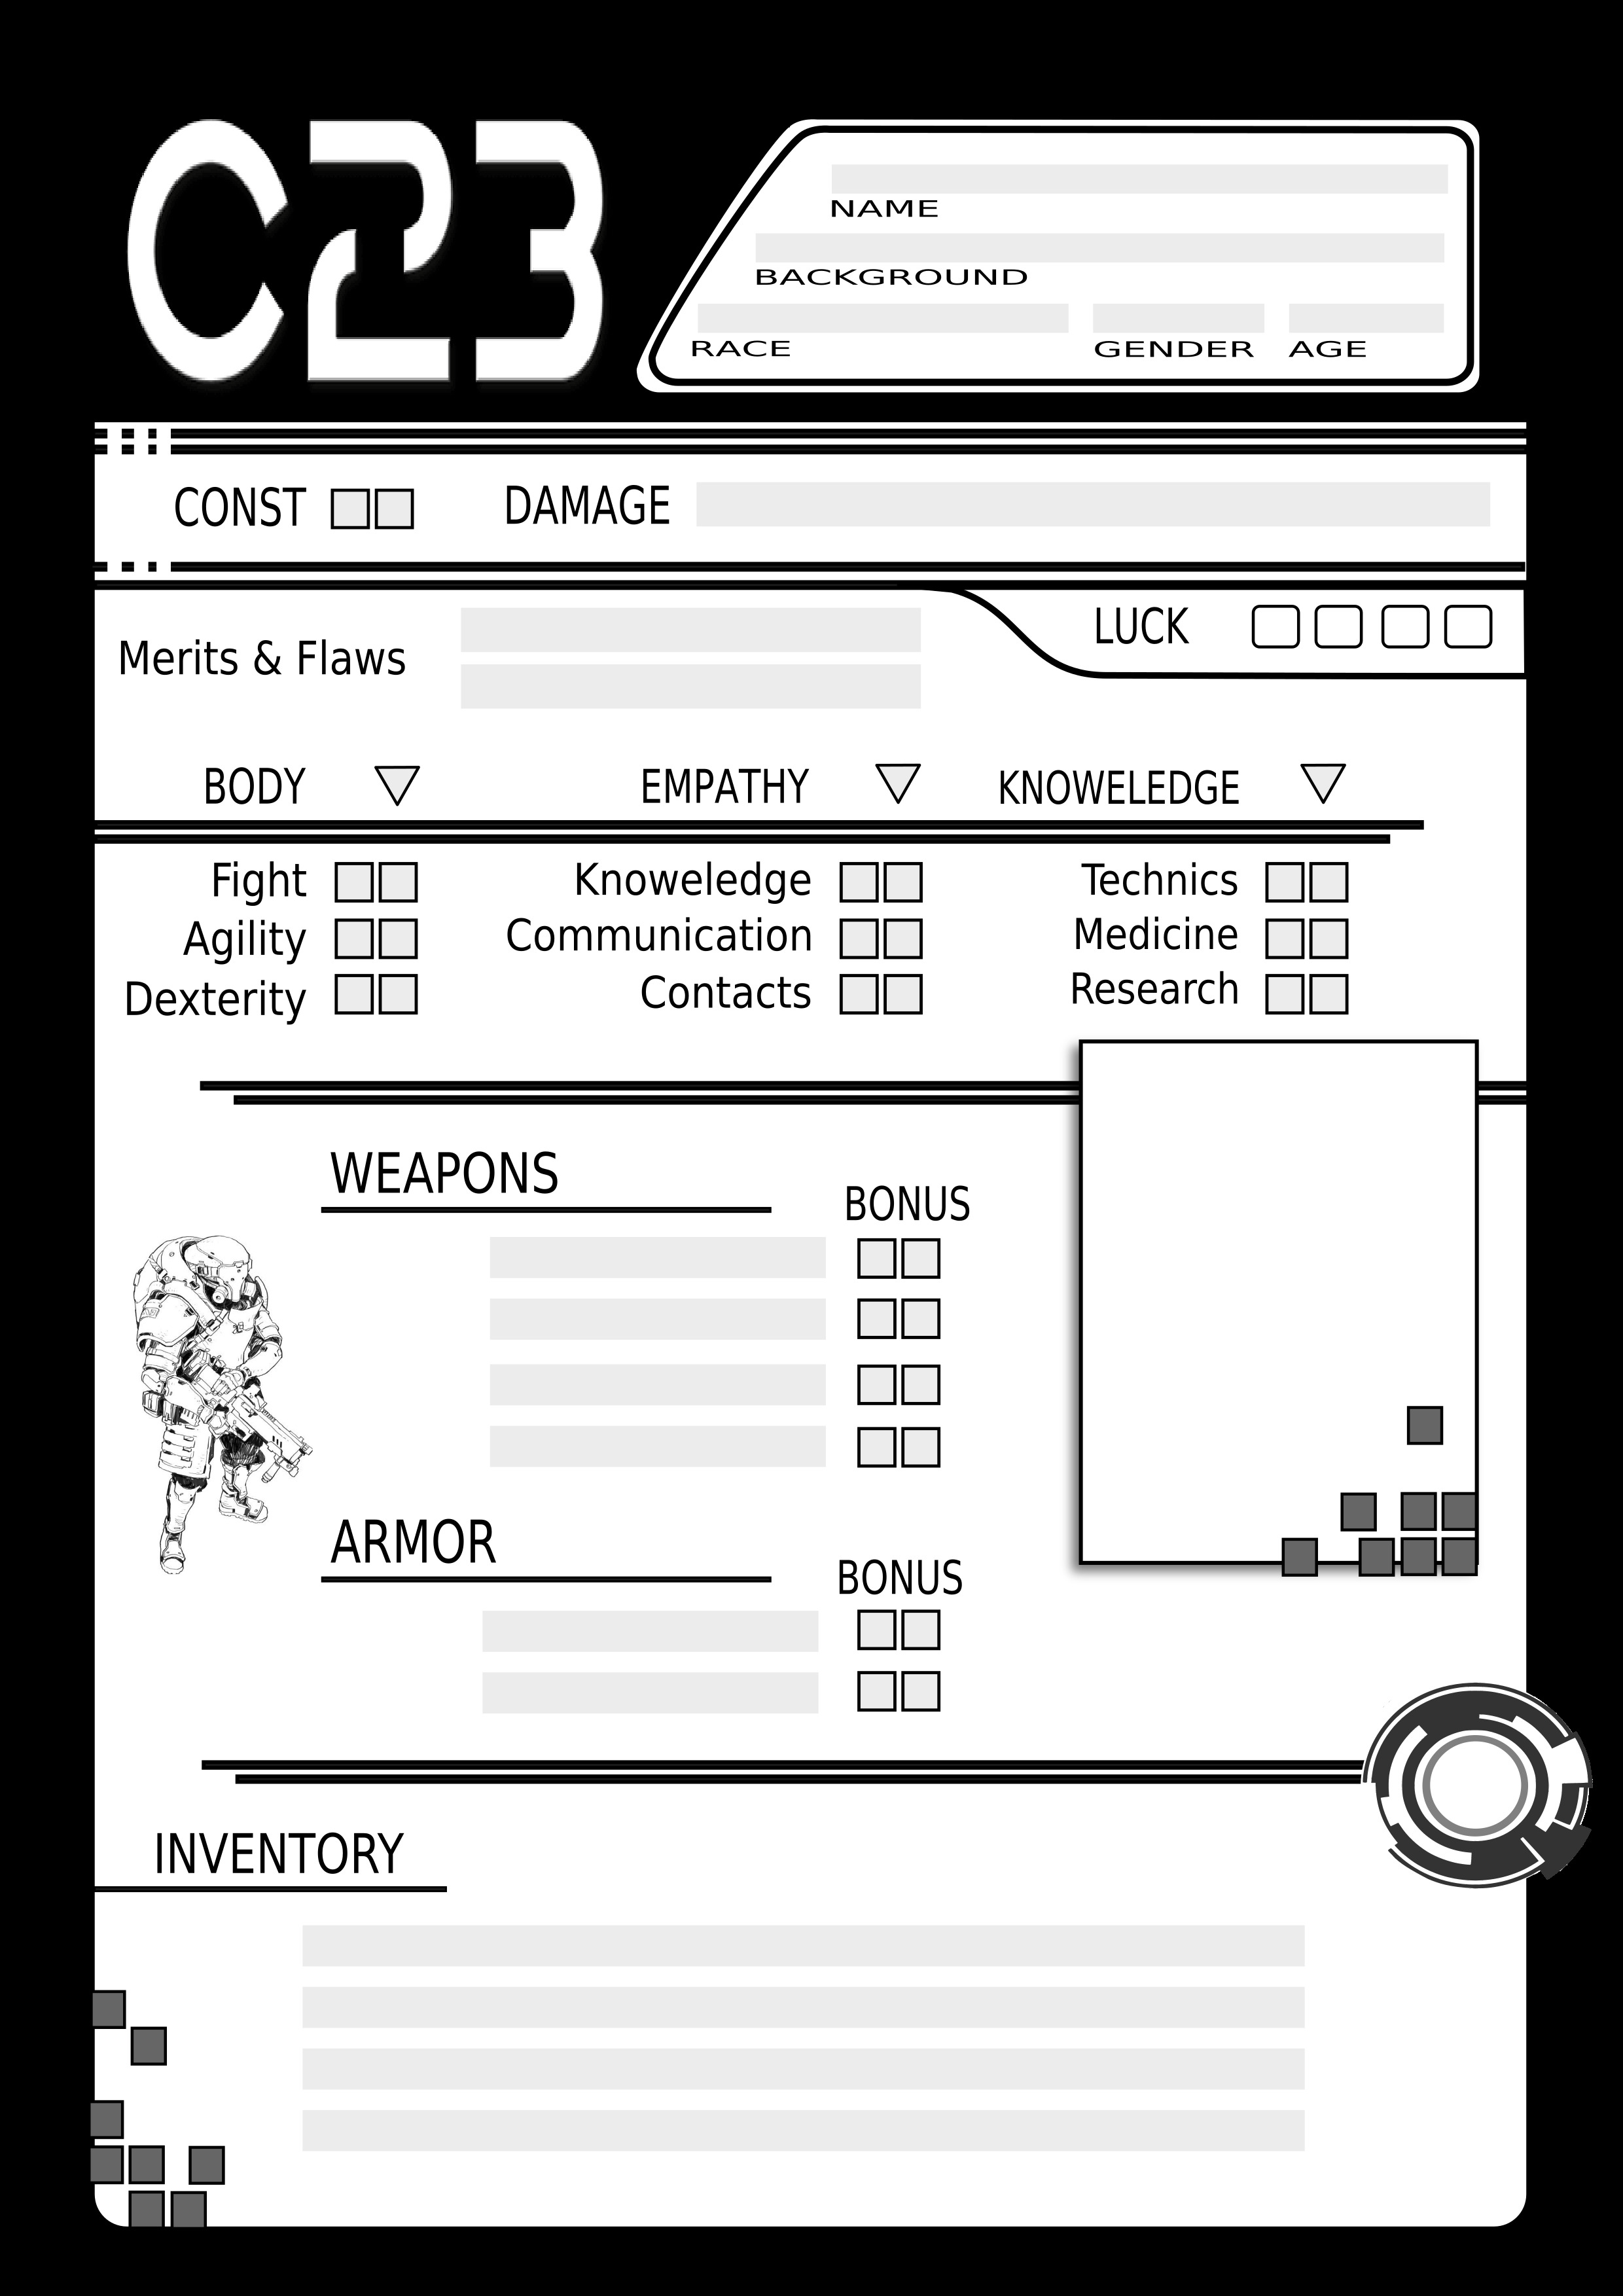 C23
NAME
BACKGROUND
RACE GENDER AGE
CONST DAMAGE
LUCK
Merits & Flaws
BODY EMPATHY KNOWELEDGE
Fight Knoweledge Technics
Agility Communication Medicine
Dexterity Contacts Research
WEAPONS
BONUS
ARMOR
BONUS
INVENTORY